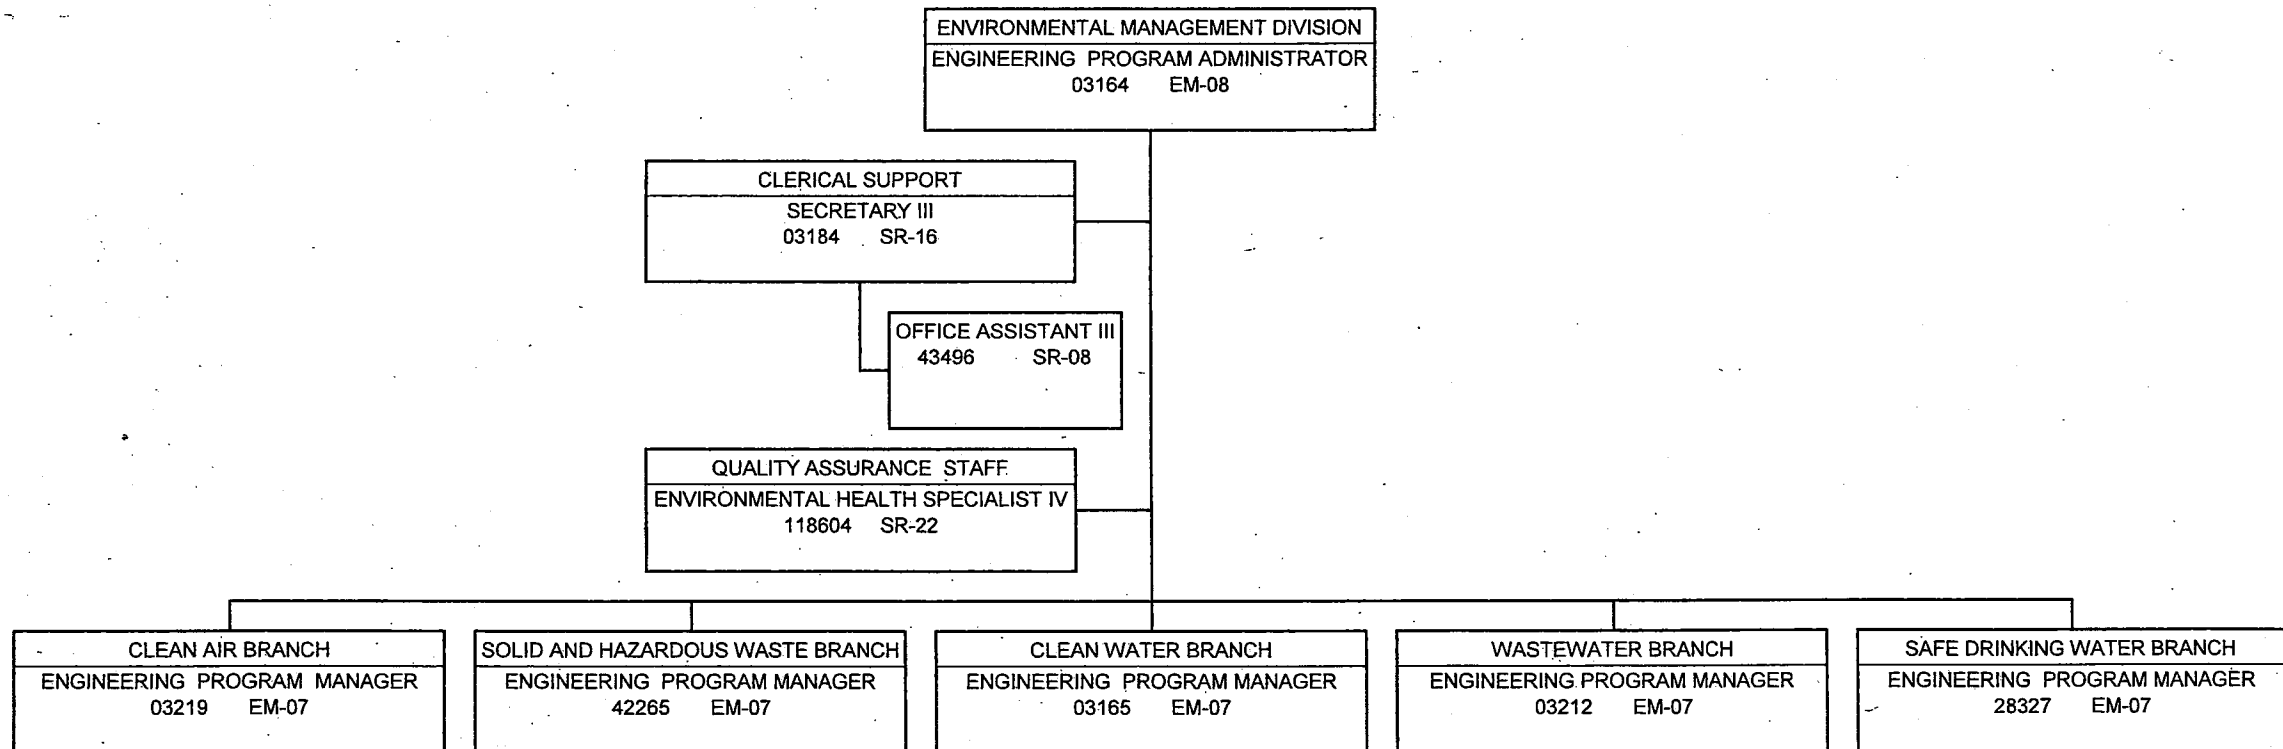 ENVIRONMENTAL MANAGEMENT DIVISION
ENGINEERING PROGRAM ADMINISTRATOR
03164 EM-08
CLERICAL SUPPORT
SECRETARY III
03184 SR-16
OFFICE ASSISTANT III
43496 SR-08
QUALITY ASSURANCE STAFF
ENVIRONMENTAL HEALTH SPECIALIST IV
118604 SR-22
CLEAN AIR BRANCH
ENGINEERING PROGRAM MANAGER
03219 EM-07
SOLID AND HAZARDOUS WASTE BRANCH
ENGINEERING PROGRAM MANAGER
42265 EM-07
CLEAN WATER BRANCH
ENGINEERING PROGRAM MANAGER
03165 EM-07
WASTEWATER BRANCH
ENGINEERING PROGRAM MANAGER
03212 EM-07
SAFE DRINKING WATER BRANCH
ENGINEERING PROGRAM MANAGER
28327 EM-07